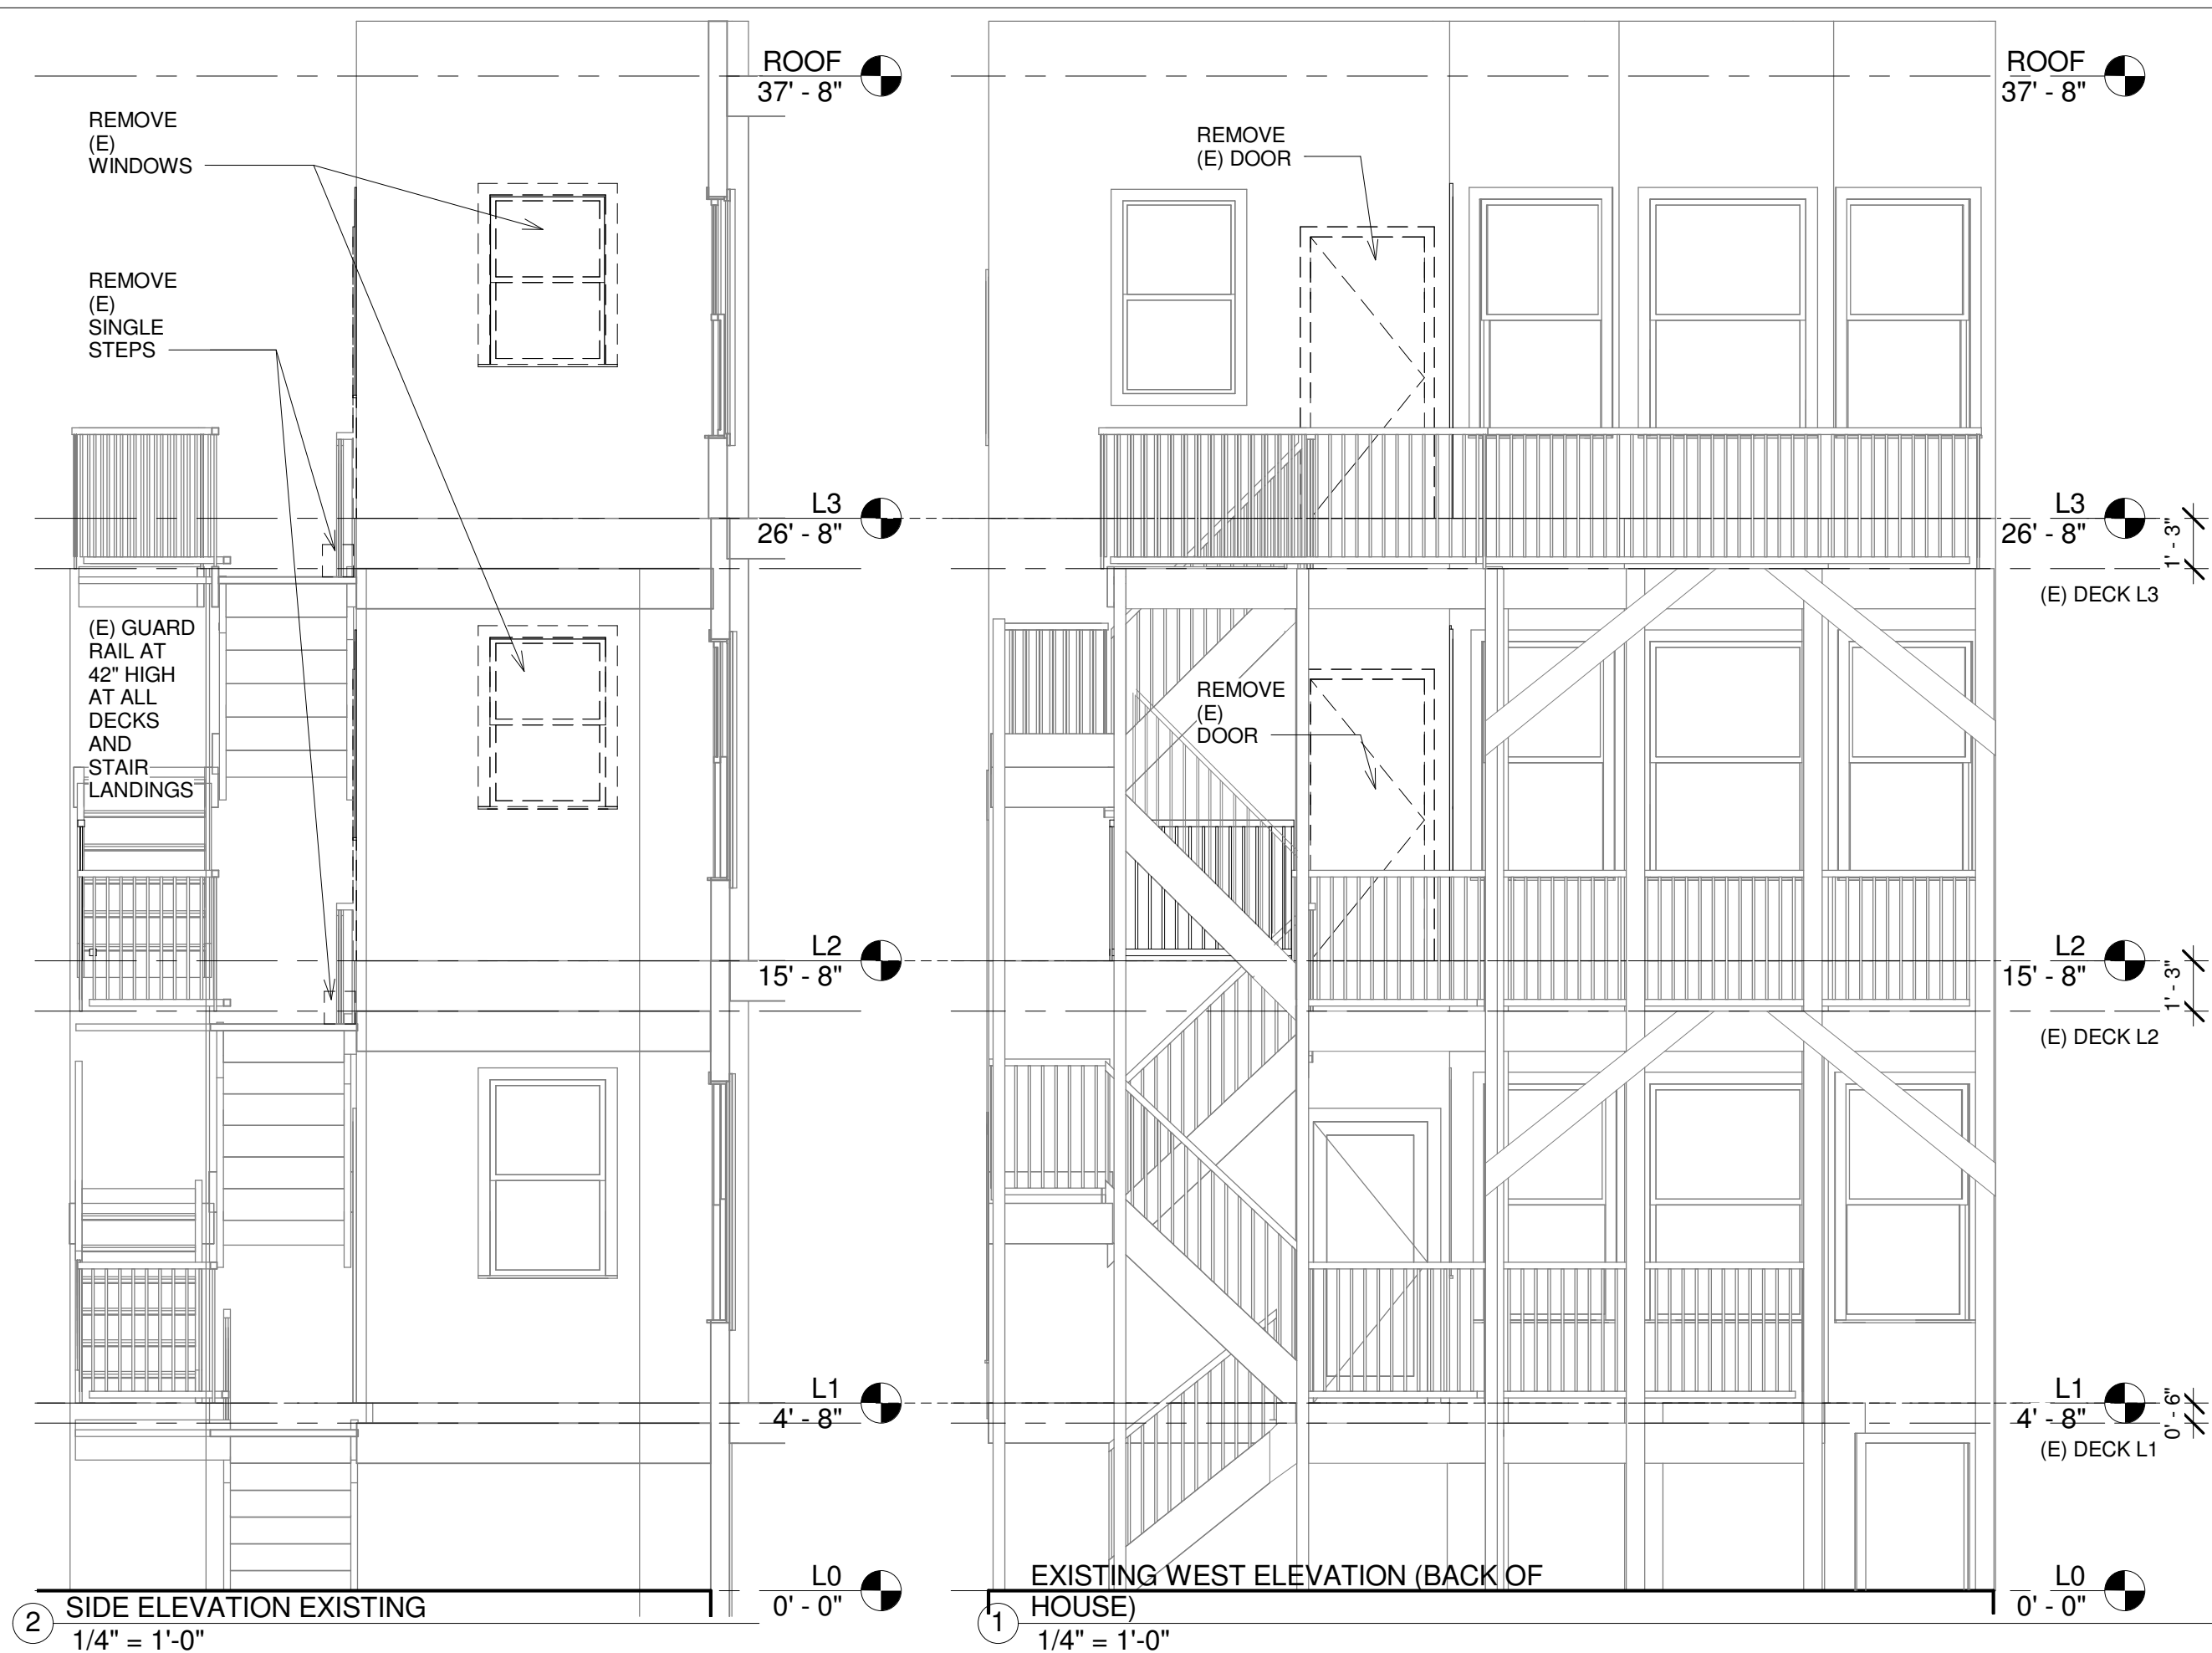 ROOF
37' - 8"
REMOVE
(E)
WINDOWS
REMOVE
(E)
SINGLE
STEPS
L3
26' - 8"
(E) GUARD
RAIL AT
42" HIGH
AT ALL
DECKS
AND
STAIR
LANDINGS
L2
15' - 8"
L1
4' - 8"
L0
0' - 0"
2
SIDE ELEVATION EXISTING
1/4" = 1'-0"
ROOF
37' - 8"
REMOVE
(E) DOOR
L3
26' - 8"
1' - 3"
(E) DECK L3
REMOVE
(E)
DOOR
L2
15' - 8"
1' - 3"
(E) DECK L2
L1
4' - 8"
0' - 6"
(E) DECK L1
L0
0' - 0"
1
EXISTING WEST ELEVATION (BACK OF
HOUSE)
1/4" = 1'-0"